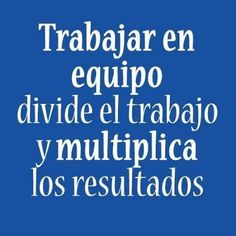 Trabajar en
equipo
divide el trabajo
y multiplica
los resultados